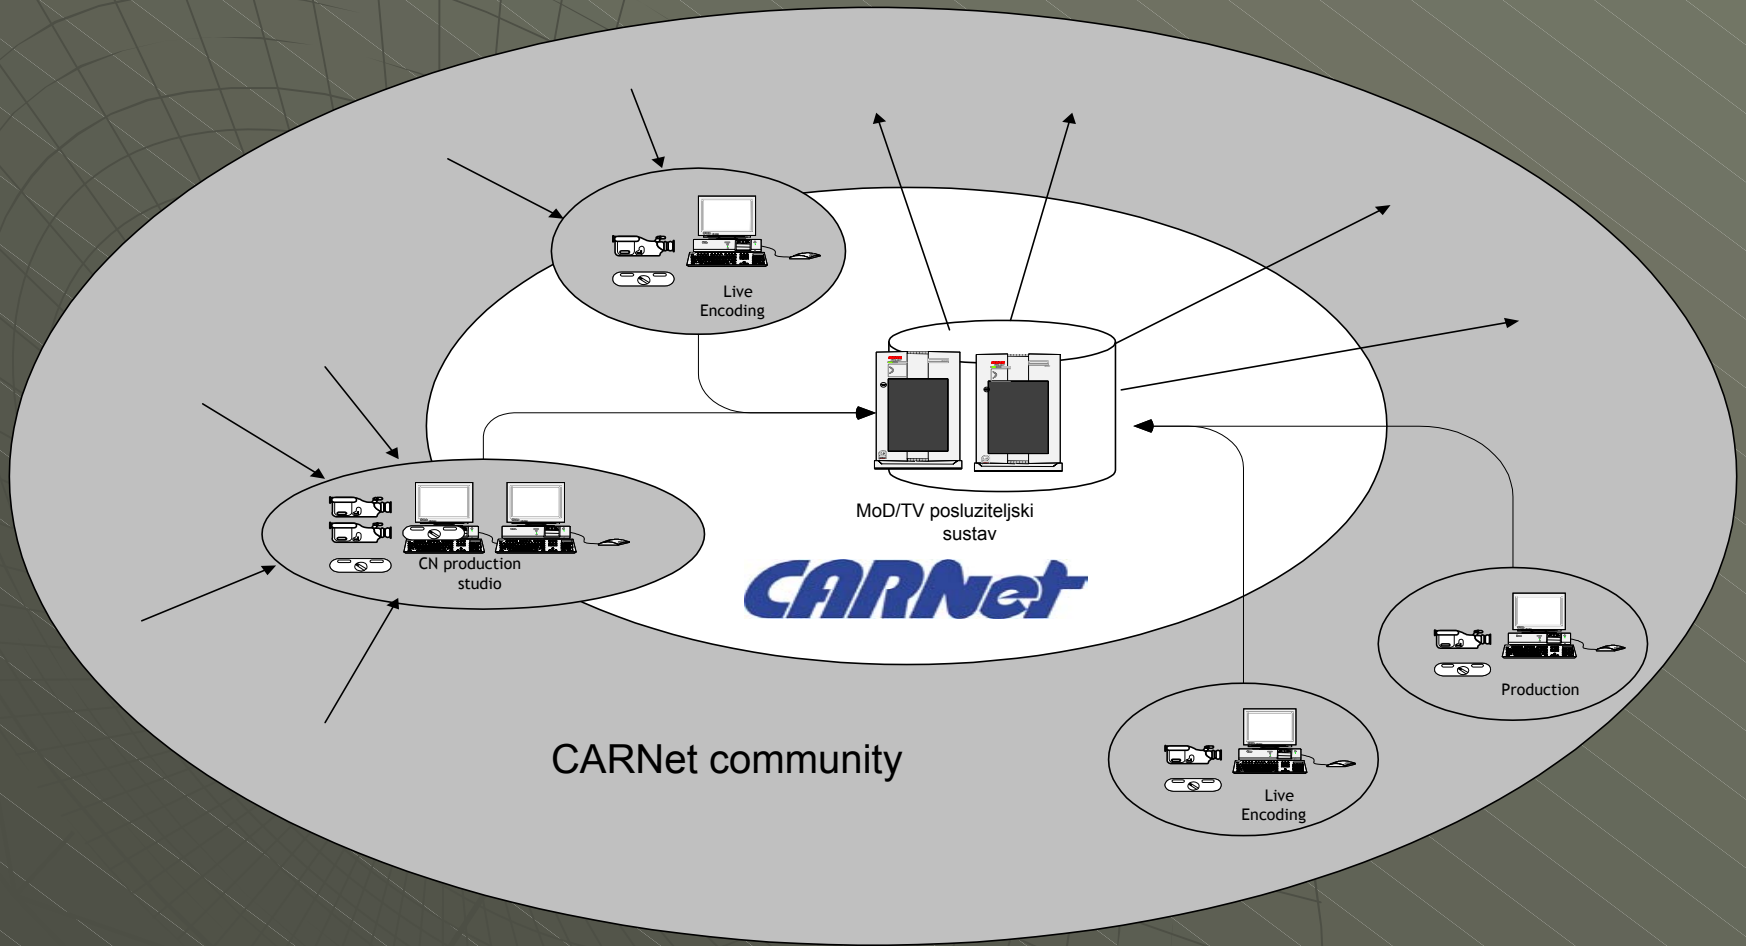 Live
Encoding
MoD/TV posluziteljski
sustav
CN production
studio
CARNet
Production
CARNet community
Live
Encoding